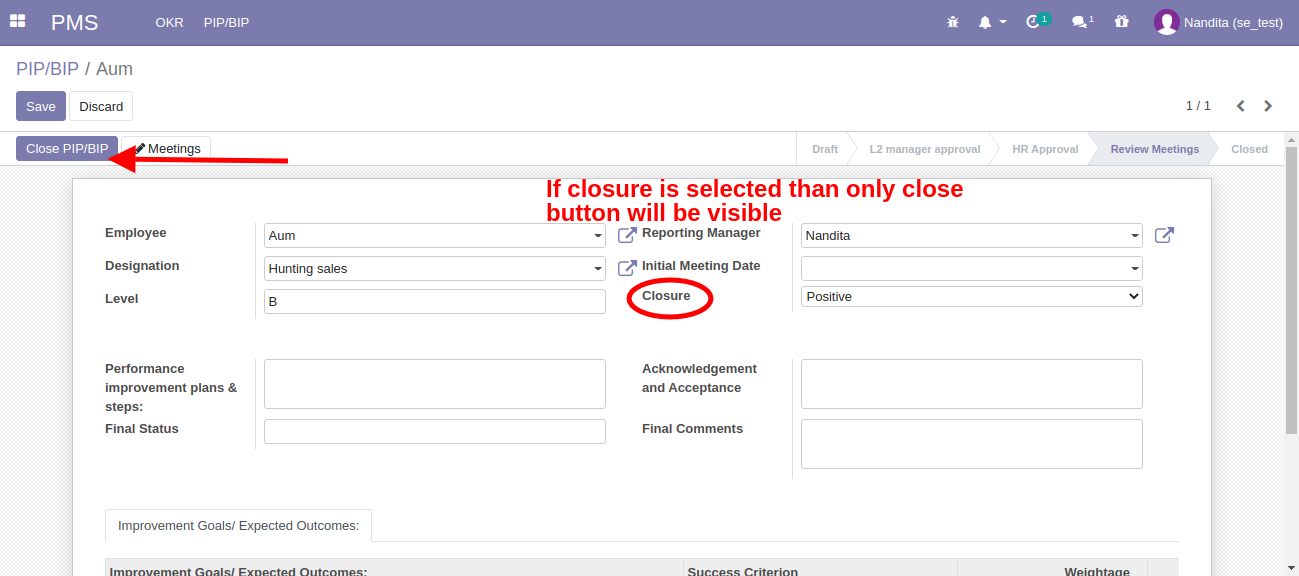 PMS OKR PIP/BIP 1 1 Nandita (se_test)
PIP/BIP / Aum
Save Discard 1 / 1
Close PIP/BIP Meetings Draft L2 manager approval HR Approval Review Meetings Closed
If closure is selected than only close
button will be visible
Employee Aum Reporting Manager Nandita
Designation Hunting sales Initial Meeting Date
Level B Closure Positive
Performance
improvement plans &
steps:
Acknowledgement
and Acceptance
Final Status Final Comments
Improvement Goals/ Expected Outcomes:
Improvement Goals/ Expected Outcomes: Success Criterion Weightage